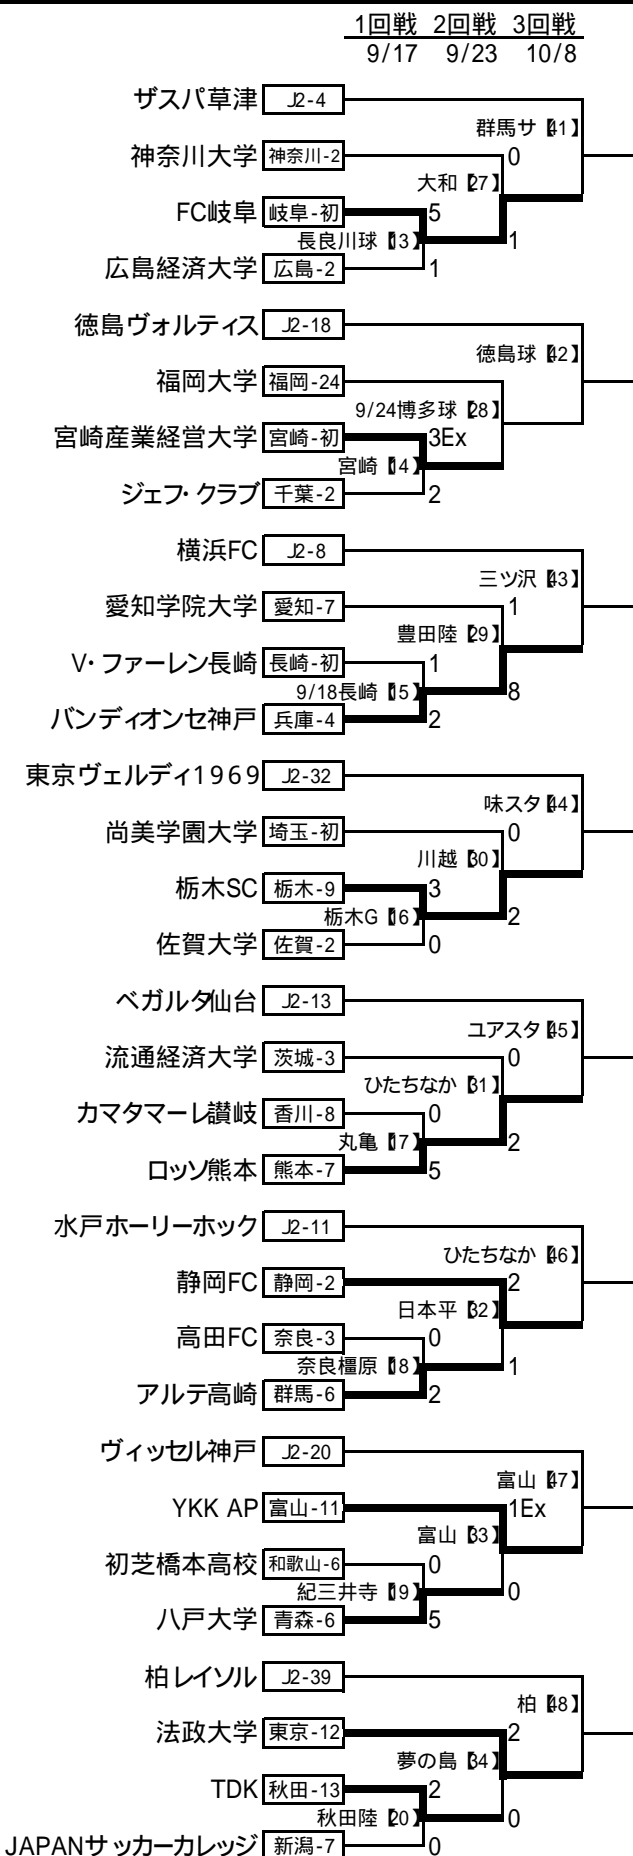 1回戦 2回戦 3回戦
9/17 9/23 10/8
ザスパ草津 J2-4
群馬サ【41】
神奈川大学 神奈川-2 0
大和【27】
FC岐阜 岐阜-初 5
長良川球【13】 1
広島経済大学 広島-2 1
徳島ヴォルティス J2-18
徳島球【42】
福岡大学 福岡-24
9/24博多球【28】
宮崎産業経営大学 宮崎-初 3Ex
宮崎【14】
ジェフ・クラブ 千葉-2 2
横浜FC J2-8
三ツ沢【43】
愛知学院大学 愛知-7 1
豊田陸【29】
V・ファーレン長崎 長崎-初 1
9/18長崎【15】 8
バンディオンセ神戸 兵庫-4 2
東京ヴェルディ1969 J2-32
味スタ【44】
尚美学園大学 埼玉-初 0
川越【30】
栃木SC 栃木-9 3
栃木G【16】 2
佐賀大学 佐賀-2 0
ベガルタ仙台 J2-13
ユアスタ【45】
流通経済大学 茨城-3 0
ひたちなか【31】
カマタマーレ讃岐 香川-8 0
丸亀【17】 2
ロッソ熊本 熊本-7 5
水戸ホーリーホック J2-11
ひたちなか【46】
静岡FC 静岡-2 2
日本平【32】
高田FC 奈良-3 0
奈良橿原【18】 1
アルテ高崎 群馬-6 2
ヴィッセル神戸 J2-20
富山【47】
YKK AP 富山-11 1Ex
富山【33】
初芝橋本高校 和歌山-6 0
紀三井寺【19】 0
八戸大学 青森-6 5
柏レイソル J2-39
柏【48】
法政大学 東京-12 2
夢の島【34】
TDK 秋田-13 2
秋田陸【20】 0
JAPANサッカーカレッジ 新潟-7 0